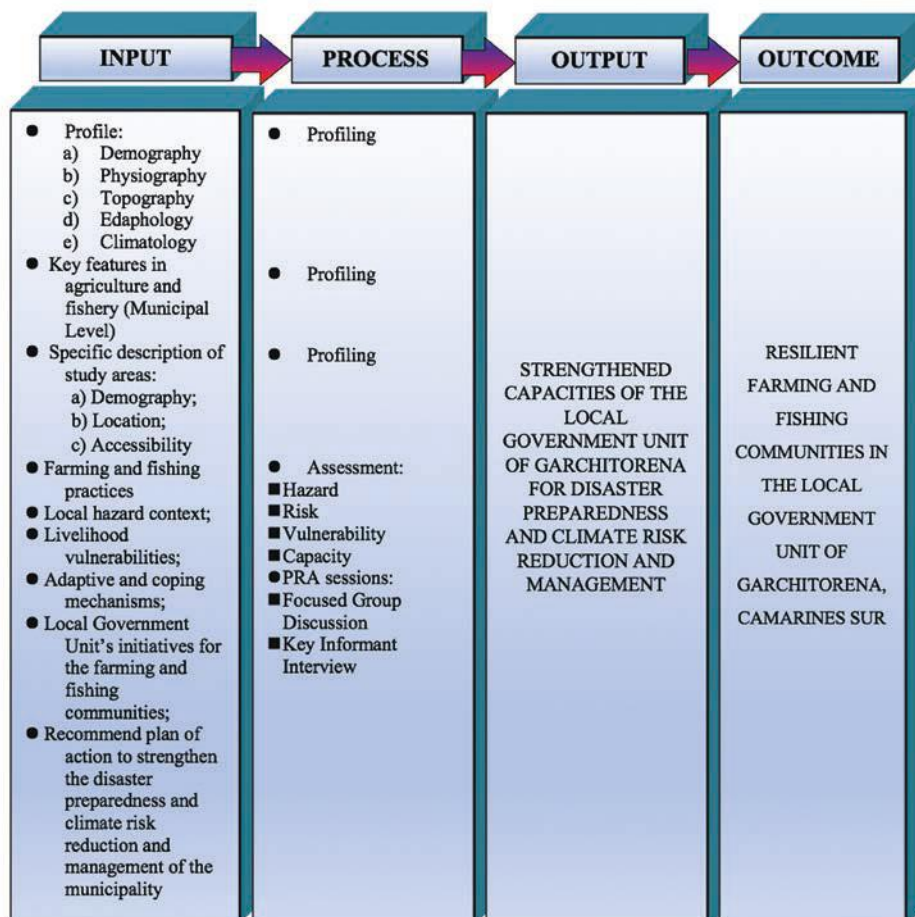 INPUT
PROCESS
OUTPUT
OUTCOME
● Profile:
a) Demography
b) Physiography
c) Topography
d) Edaphology
e) Climatology
● Key features in
agriculture and
fishery (Municipal
Level)
● Specific description of
study areas:
a) Demography;
b) Location;
c) Accessibility
● Farming and fishing
practices
● Local hazard context;
● Livelihood
vulnerabilities;
● Adaptive and coping
mechanisms;
● Local Government
Unit's initiatives for
the farming and
fishing
communities;
● Recommend plan of
action to strengthen
the disaster
preparedness and
climate risk
reduction and
management of the
municipality
● Profiling
● Profiling
● Profiling
● Assessment:
■ Hazard
■ Risk
■ Vulnerability
■ Capacity
● PRA sessions:
■ Focused Group
Discussion
■ Key Informant
Interview
STRENGTHENED
CAPACITIES OF THE
LOCAL
GOVERNMENT UNIT
OF GARCHITORENA
FOR DISASTER
PREPAREDNESS
AND CLIMATE RISK
REDUCTION AND
MANAGEMENT
RESILIENT
FARMING AND
FISHING
COMMUNITIES IN
THE LOCAL
GOVERNMENT
UNIT OF
GARCHITORENA,
CAMARINES SUR